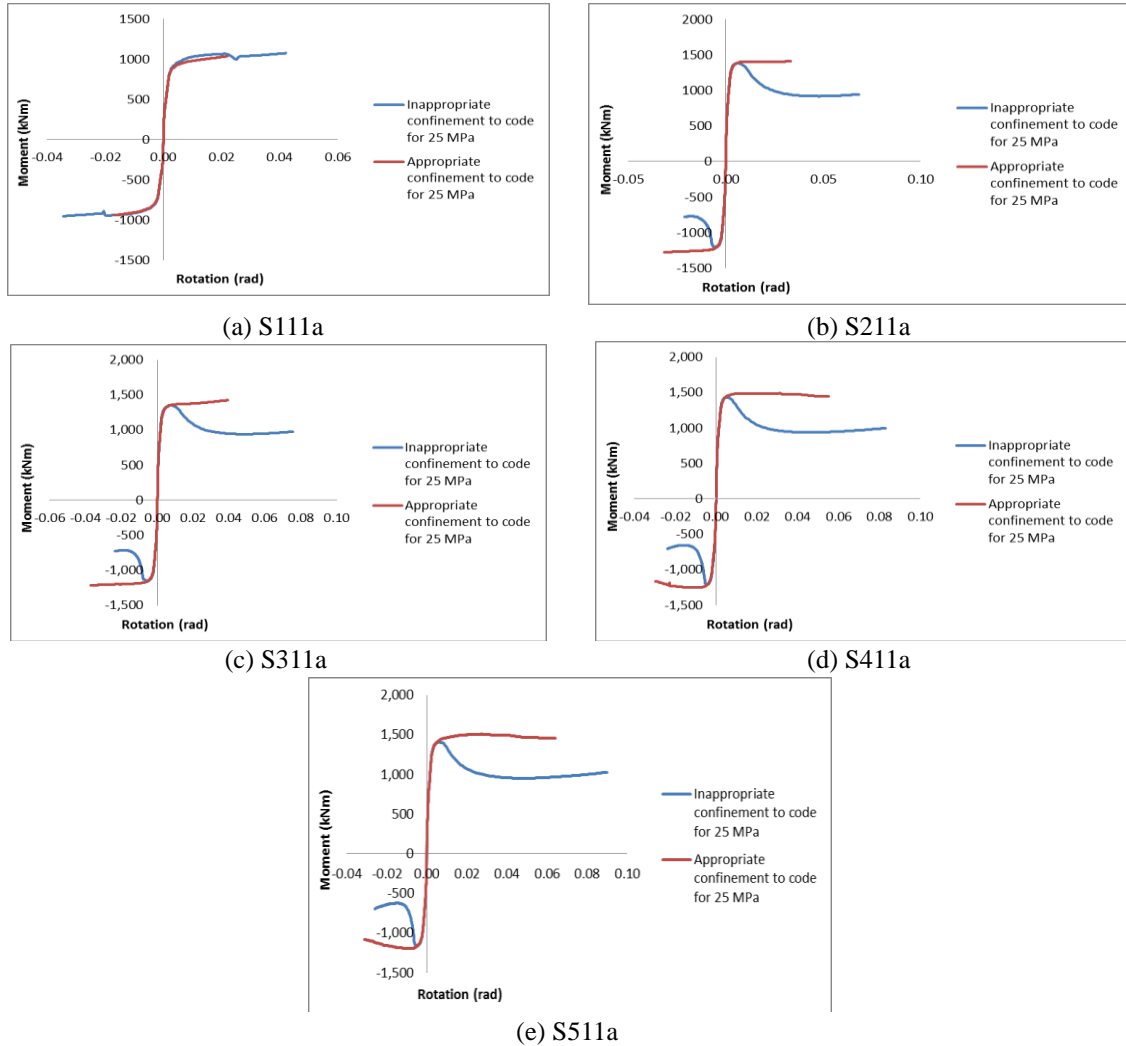 1500
1000
500
0
-500
-1000
-1500
-0.04 -0.02 0.00 0.02 0.04 0.06
Moment (kNm)
Rotation (rad)
Inappropriate
confinement to code
for 25 MPa
Appropriate
confinement to code
for 25 MPa
(a) S111a
2000
1500
1000
500
0
-500
-1000
-1500
-0.05 0.00 0.05 0.10
Moment (kNm)
Rotation (rad)
Inappropriate
confinement to code
for 25 MPa
Appropriate
confinement to code
for 25 MPa
(b) S211a
2,000
1,500
1,000
500
0
-500
-1,000
-1,500
-0.06 -0.04 -0.02 0.00 0.02 0.04 0.06 0.08 0.10
Moment (kNm)
Rotation (rad)
Inappropriate
confinement to code
for 25 MPa
Appropriate
confinement to code
for 25 MPa
(c) S311a
2,000
1,500
1,000
500
0
-500
-1,000
-1,500
-0.04 -0.02 0.00 0.02 0.04 0.06 0.08 0.10
Moment (kNm)
Rotation (rad)
Inappropriate
confinement to code
for 25 MPa
Appropriate
confinement to code
for 25 MPa
(d) S411a
2,000
1,500
1,000
500
0
-500
-1,000
-1,500
-0.04 -0.02 0.00 0.02 0.04 0.06 0.08 0.10
Moment (kNm)
Rotation (rad)
Inappropriate
confinement to code
for 25 MPa
Appropriate
confinement to code
for 25 MPa
(e) S511a